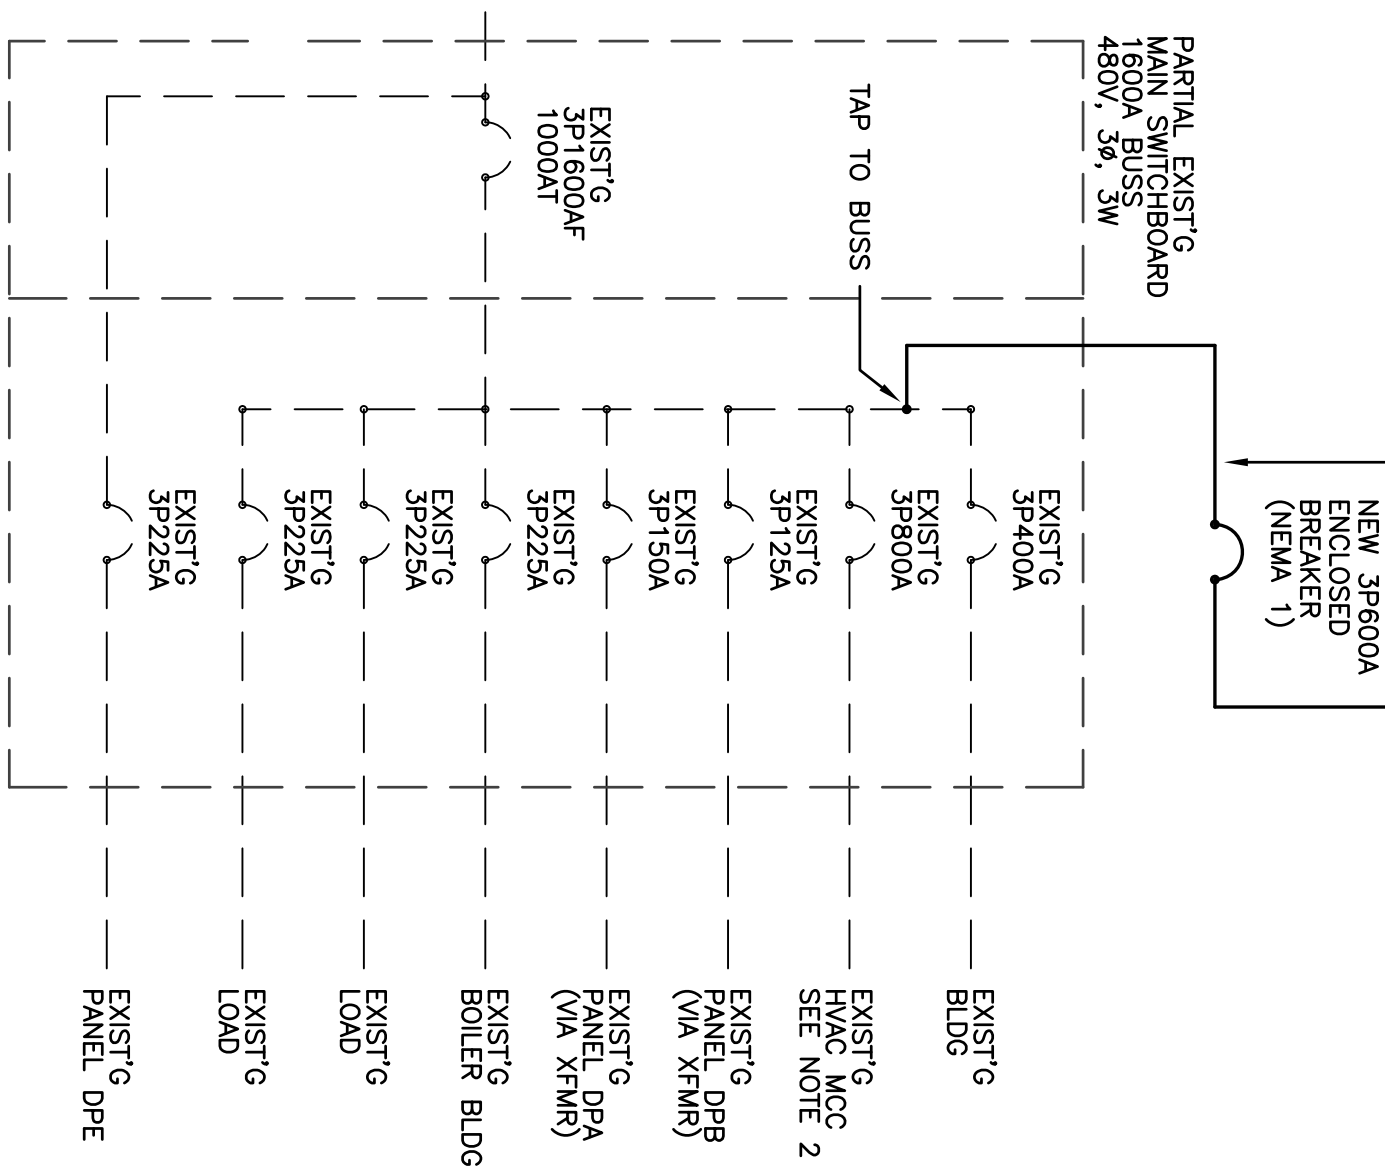 PARTIAL EXIST'G
MAIN SWITCHBOARD
1600A BUSS
480V, 3ø, 3W
TAP TO BUSS
EXIST'G
3P1600AF
1000AT
NEW 3P600A
ENCLOSED
BREAKER
(NEMA 1)
EXIST'G
3P400A
EXIST'G
3P800A
EXIST'G
3P125A
EXIST'G
3P150A
EXIST'G
3P225A
EXIST'G
3P225A
EXIST'G
3P225A
EXIST'G
3P225A
EXIST'G
BLDG
EXIST'G
HVAC MCC
SEE NOTE 2
EXIST'G
PANEL DPB
(VIA XFMR)
EXIST'G
PANEL DPA
(VIA XFMR)
EXIST'G
BOILER BLDG
EXIST'G
LOAD
EXIST'G
LOAD
EXIST'G
PANEL DPE